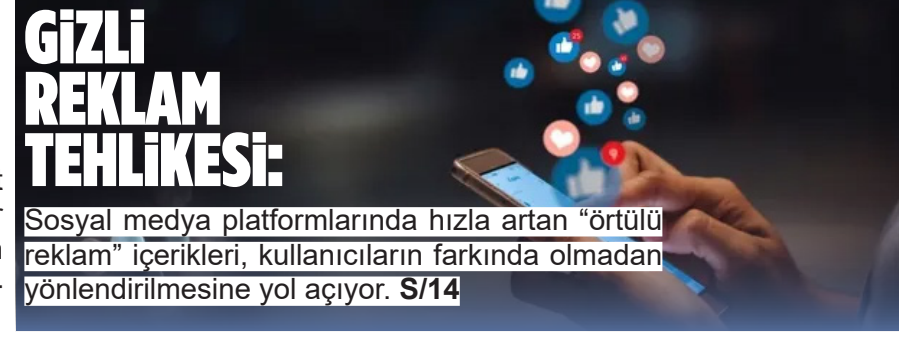 GİZLİ
REKLAM
TEHLİKESİ:
Sosyal medya platformlarında hızla artan “örtülü
reklam” içerikleri, kullanıcıların farkında olmadan
yönlendirilmesine yol açıyor. S/14